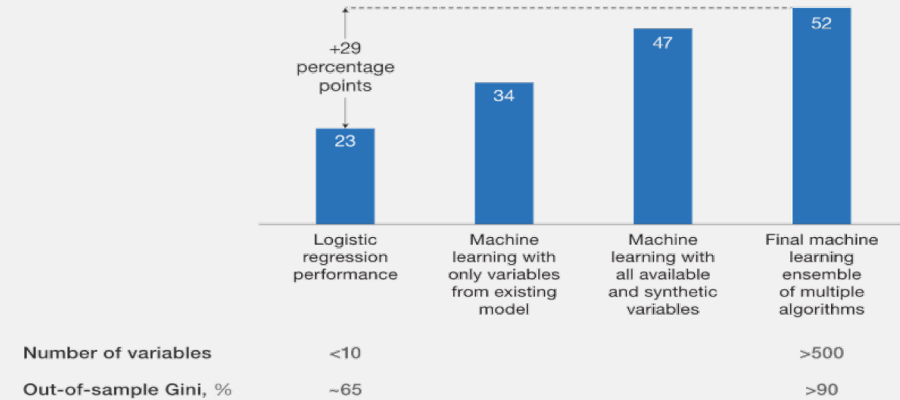 52
+29
percentage
points
47
34
23
Logistic
regression
performance
Machine
learning with
only variables
from existing
model
Machine
learning with
all available
and synthetic
variables
Final machine
learning
ensemble
of multiple
algorithms
Number of variables <10 >500
Out-of-sample Gini, % ~65 >90